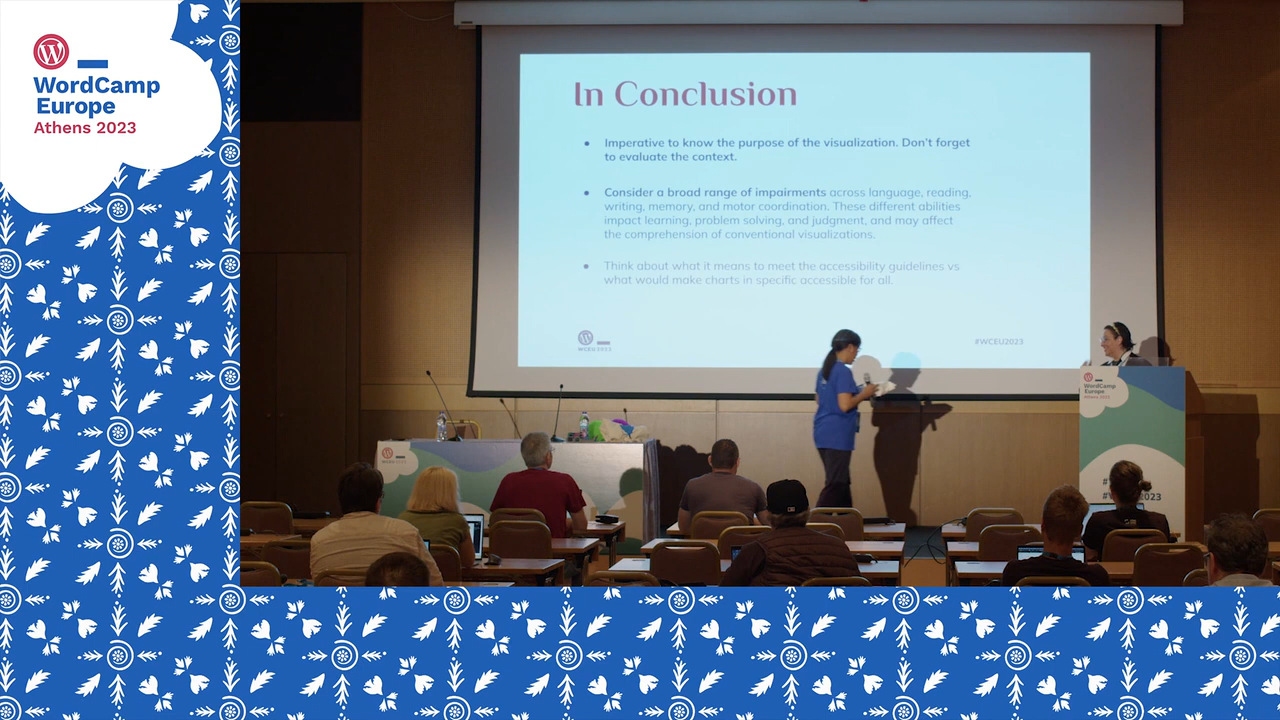 WordCamp
Europe
Athens 2023
In Conclusion
• Imperative to know the purpose of the visualization. Don't forget
to evaluate the context.
• Consider a broad range of impairments across language, reading,
writing, memory, and motor coordination. These different abilities
impact learning, problem solving, and judgment, and may affect
the comprehension of conventional visualizations.
• Think about what it means to meet the accessibility guidelines vs
what would make charts in specific accessible for all.
WCEU2023
#WCEU2023
WordCamp
Europe
Athens 2023